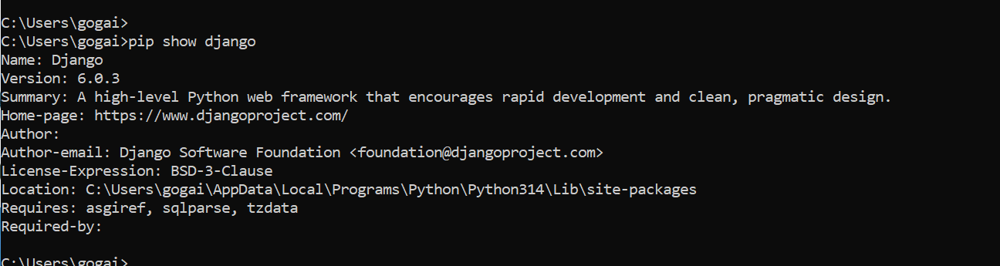 C:\Users\gogai>
C:\Users\gogai>pip show django
Name: Django
Version: 6.0.3
Summary: A high-level Python web framework that encourages rapid development and clean, pragmatic design.
Home-page: https://www.djangoproject.com/
Author:
Author-email: Django Software Foundation <foundation@djangoproject.com>
License-Expression: BSD-3-Clause
Location: C:\Users\gogai\AppData\Local\Programs\Python\Python314\Lib\site-packages
Requires: asgiref, sqlparse, tzdata
Required-by:
C:\Users\gogai>